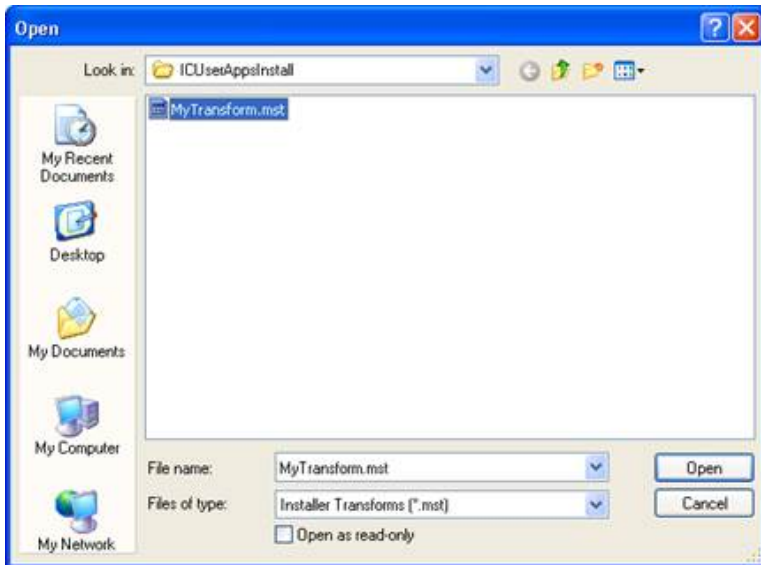 Open
Look in:
ICUserAppsInstall
MyTransform.mst
My Recent
Documents
Desktop
My Documents
My Computer
My Network
File name:
MyTransform.mst
Open
Files of type:
Installer Transforms (*.mst)
Cancel
Open as read-only